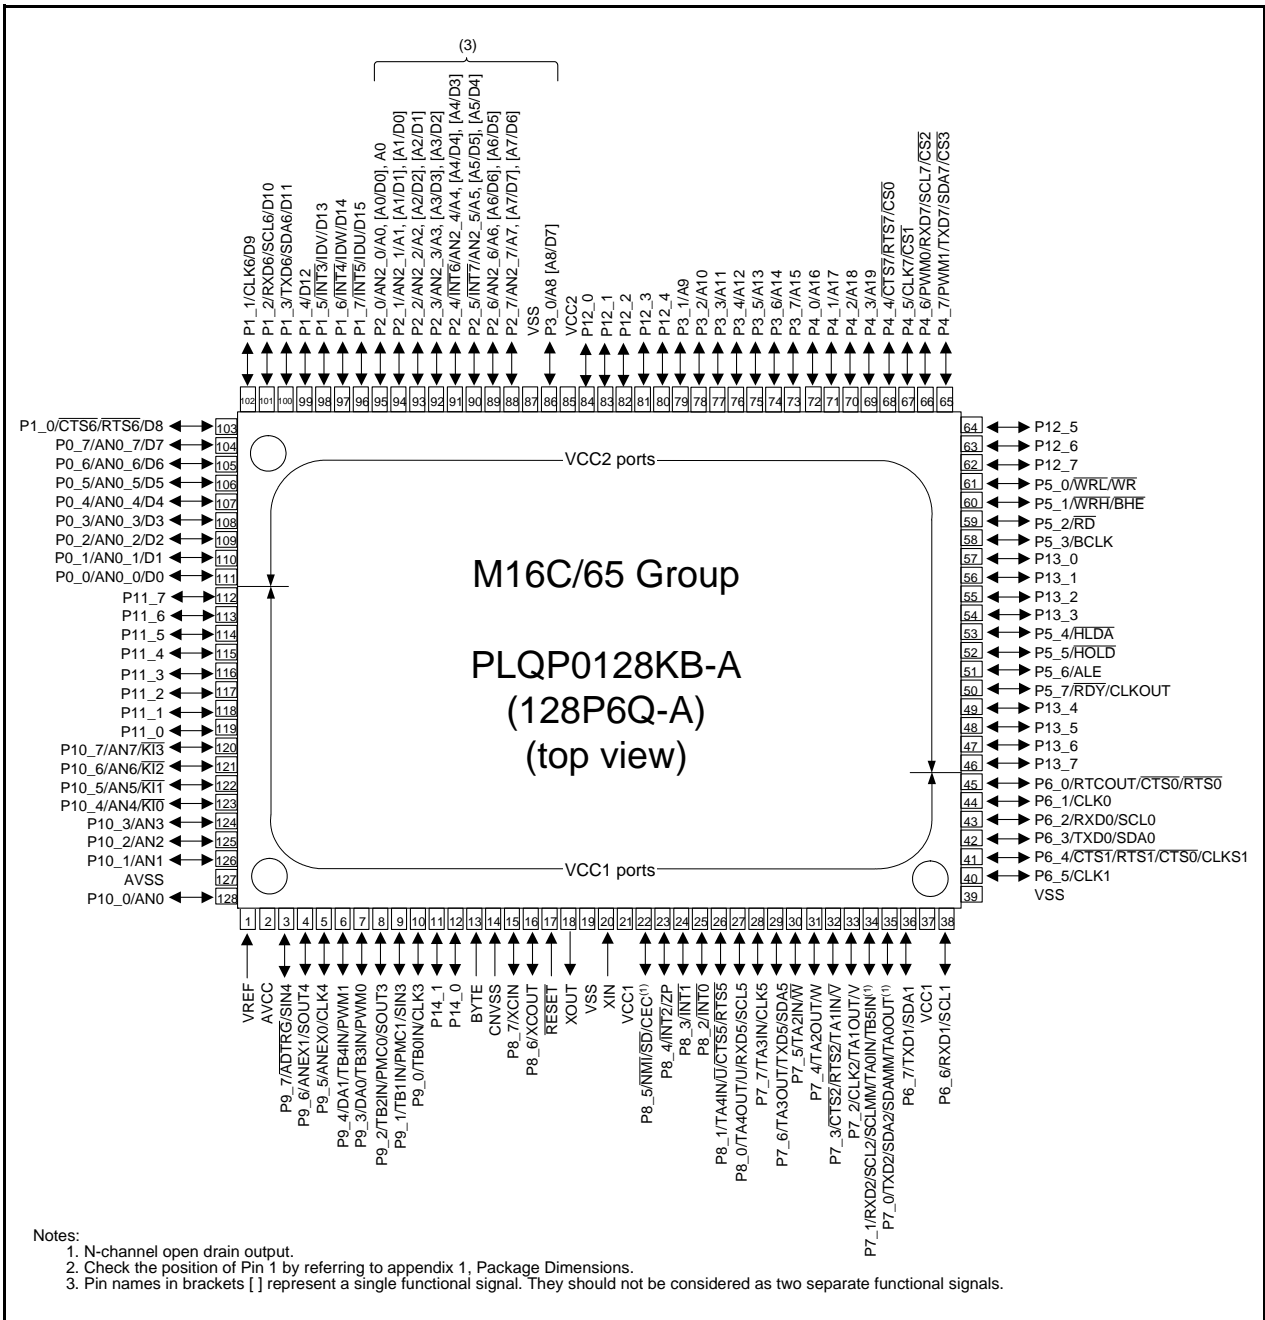 (3)
P1_1/CLK6/D9
P1_2/RXD6/SCL6/D10
P1_3/TXD6/SDA6/D11
P1_4/D12
P1_5/INT3/IDV/D13
P1_6/INT4/IDW/D14
P1_7/INT5/IDU/D15
P2_0/AN2_0/A0, [A0/D0], A0
P2_1/AN2_1/A1, [A1/D1], [A1/D0]
P2_2/AN2_2/A2, [A2/D2], [A2/D1]
P2_3/AN2_3/A3, [A3/D3], [A3/D2]
P2_4/INT6/AN2_4/A4, [A4/D4], [A4/D3]
P2_5/INT7/AN2_5/A5, [A5/D5], [A5/D4]
P2_6/AN2_6/A6, [A6/D6], [A6/D5]
P2_7/AN2_7/A7, [A7/D7], [A7/D6]
VSS
P3_0/A8 [A8/D7]
VCC2
P12_0
P12_1
P12_2
P12_3
P12_4
P3_1/A9
P3_2/A10
P3_3/A11
P3_4/A12
P3_5/A13
P3_6/A14
P3_7/A15
P4_0/A16
P4_1/A17
P4_2/A18
P4_3/A19
P4_4/CTS7/RTS7/CS0
P4_5/CLK7/CS1
P4_6/PWM0/RXD7/SCL7/CS2
P4_7/PWM1/TXD7/SDA7/CS3
102 101 100 99 98 97 96 95 94 93 92 91 90 89 88 87 86 85 84 83 82 81 80 79 78 77 76 75 74 73 72 71 70 69 68 67 66 65
P1_0/CTS6/RTS6/D8 103
P0_7/AN0_7/D7 104
P0_6/AN0_6/D6 105
P0_5/AN0_5/D5 106
P0_4/AN0_4/D4 107
P0_3/AN0_3/D3 108
P0_2/AN0_2/D2 109
P0_1/AN0_1/D1 110
P0_0/AN0_0/D0 111
P11_7 112
P11_6 113
P11_5 114
P11_4 115
P11_3 116
P11_2 117
P11_1 118
P11_0 119
P10_7/AN7/KI3 120
P10_6/AN6/KI2 121
P10_5/AN5/KI1 122
P10_4/AN4/KI0 123
P10_3/AN3 124
P10_2/AN2 125
P10_1/AN1 126
AVSS 127
P10_0/AN0 128
VCC2 ports
M16C/65 Group
PLQP0128KB-A
(128P6Q-A)
(top view)
VCC1 ports
64 P12_5
63 P12_6
62 P12_7
61 P5_0/WRL/WR
60 P5_1/WRH/BHE
59 P5_2/RD
58 P5_3/BCLK
57 P13_0
56 P13_1
55 P13_2
54 P13_3
53 P5_4/HLDA
52 P5_5/HOLD
51 P5_6/ALE
50 P5_7/RDY/CLKOUT
49 P13_4
48 P13_5
47 P13_6
46 P13_7
45 P6_0/RTCOUT/CTS0/RTS0
44 P6_1/CLK0
43 P6_2/RXD0/SCL0
42 P6_3/TXD0/SDA0
41 P6_4/CTS1/RTS1/CTS0/CLKS1
40 P6_5/CLK1
39 VSS
1 2 3 4 5 6 7 8 9 10 11 12 13 14 15 16 17 18 19 20 21 22 23 24 25 26 27 28 29 30 31 32 33 34 35 36 37 38
VREF
AVCC
P9_7/ADTRG/SIN4
P9_6/ANEX1/SOUT4
P9_5/ANEX0/CLK4
P9_4/DA1/TB4IN/PWM1
P9_3/DA0/TB3IN/PWM0
P9_2/TB2IN/PMC0/SOUT3
P9_1/TB1IN/PMC1/SIN3
P9_0/TB0IN/CLK3
P14_1
P14_0
BYTE
CNVSS
P8_7/XCIN
P8_6/XCOUT
RESET
XOUT
VSS
XIN
VCC1
P8_5/NMI/SD/CEC(1)
P8_4/INT2/ZP
P8_3/INT1
P8_2/INT0
P8_1/TA4IN/U/CTS5/RTS5
P8_0/TA4OUT/U/RXD5/SCL5
P7_7/TA3IN/CLK5
P7_6/TA3OUT/TXD5/SDA5
P7_5/TA2IN/W
P7_4/TA2OUT/W
P7_3/CTS2/RTS2/TA1IN/V
P7_2/CLK2/TA1OUT/V
P7_1/RXD2/SCL2/SCLMM/TA0IN/TB5IN(1)
P7_0/TXD2/SDA2/SDAMM/TA0OUT(1)
P6_7/TXD1/SDA1
VCC1
P6_6/RXD1/SCL1
Notes:
1. N-channel open drain output.
2. Check the position of Pin 1 by referring to appendix 1, Package Dimensions.
3. Pin names in brackets [ ] represent a single functional signal. They should not be considered as two separate functional signals.